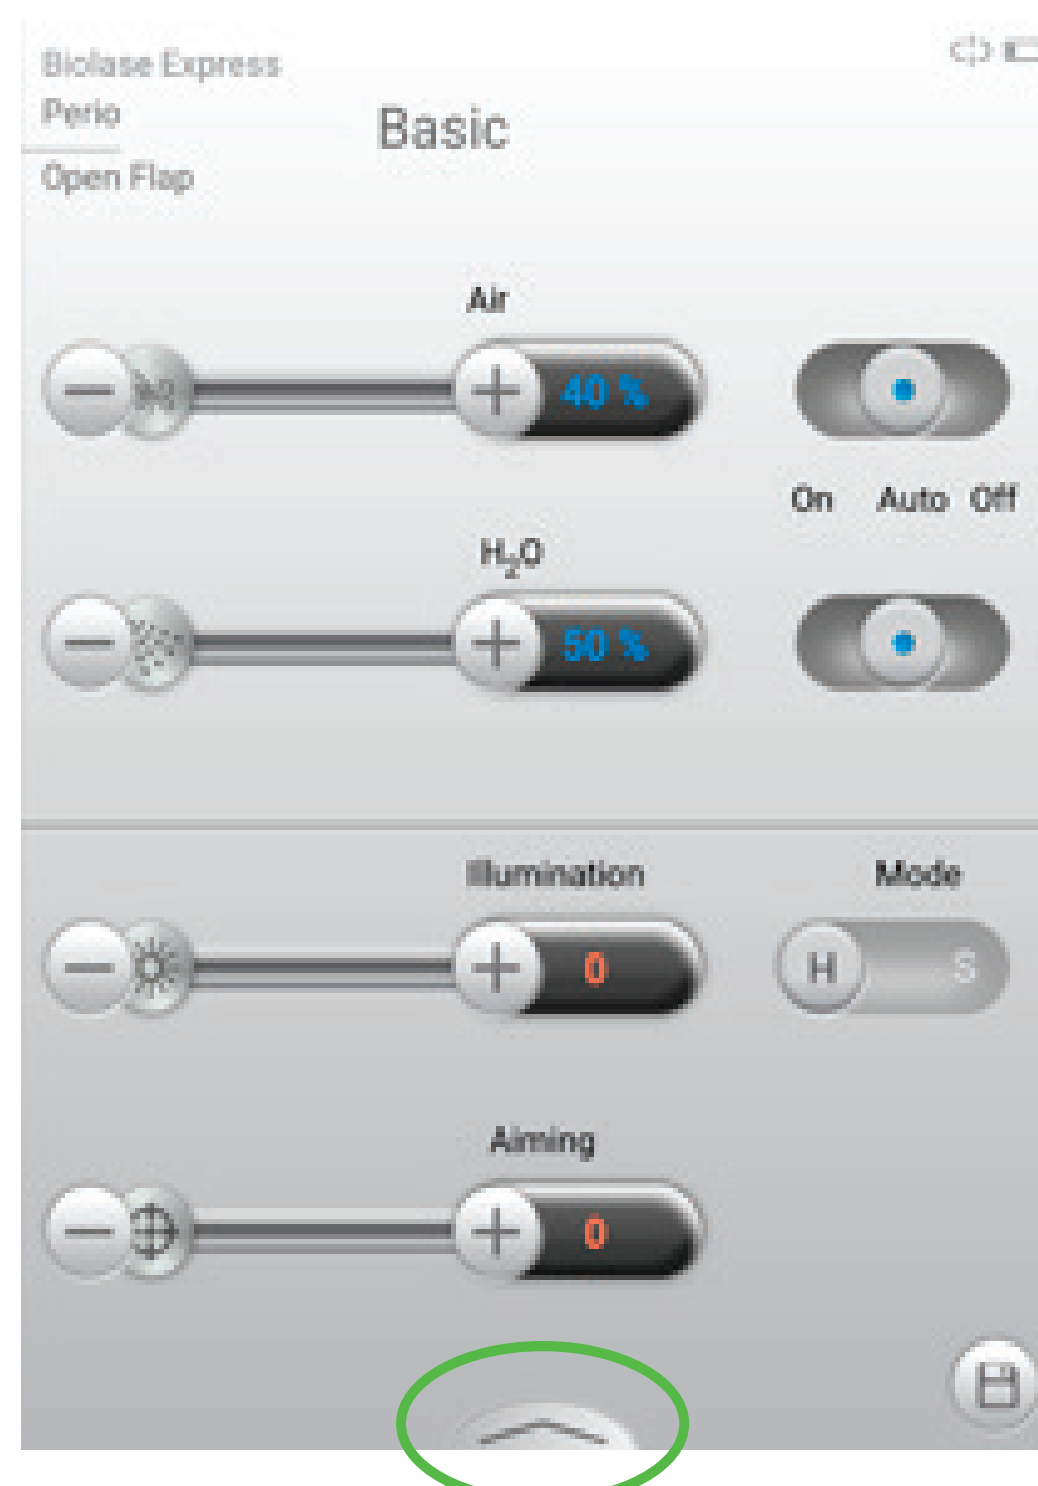 Biolase Express
Perio
Basic
Open Flap
Air
40 %
On Auto Off
H₂O
50 %
Illumination
Mode
0
H S
Aiming
0